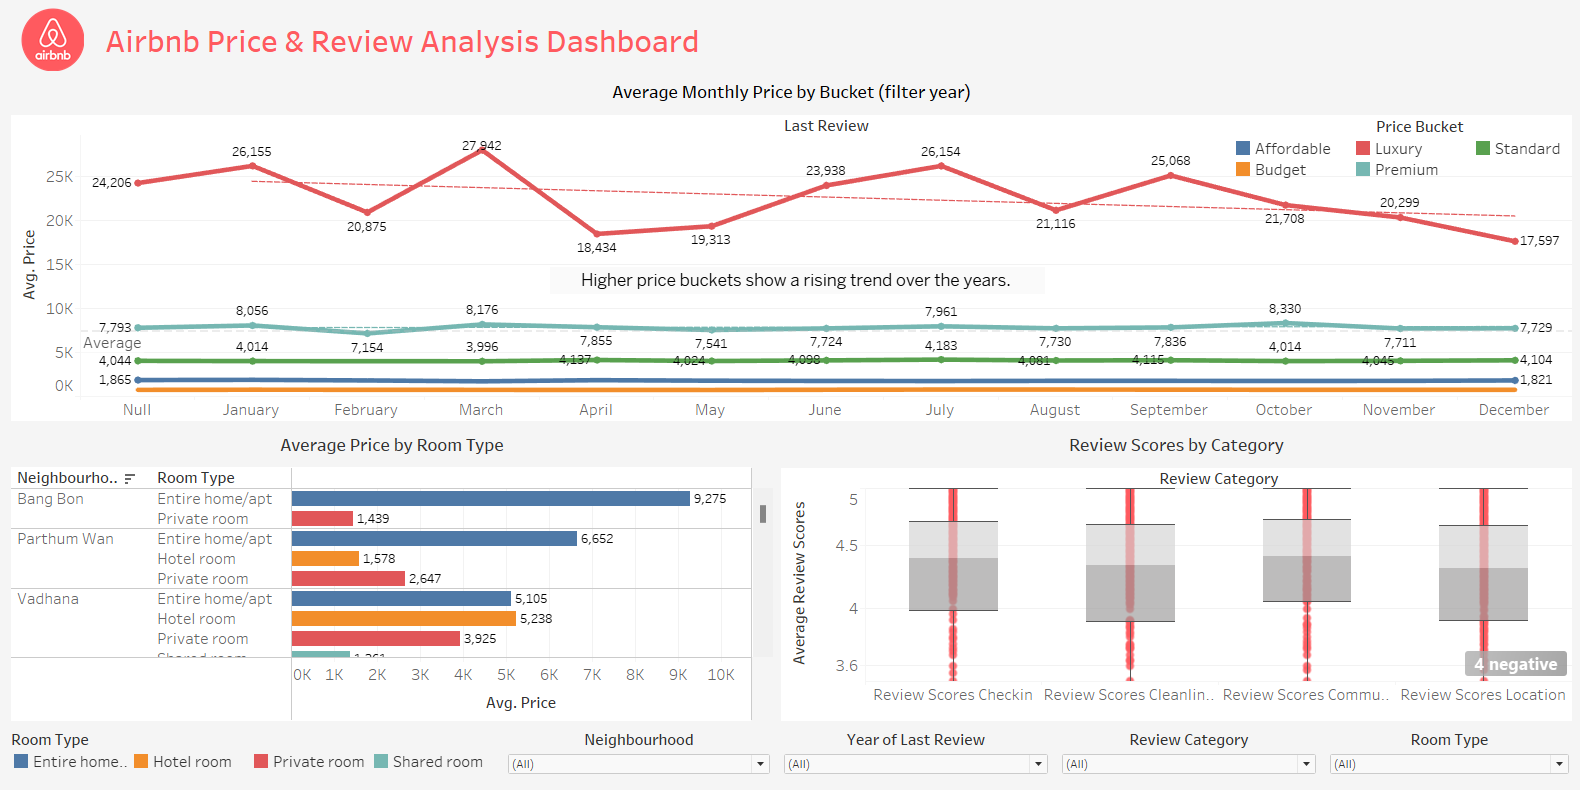 airbnb
Airbnb Price & Review Analysis Dashboard
Average Monthly Price by Bucket (filter year)
Last Review
Price Bucket
Affordable
Luxury
Standard
Budget
Premium
Avg. Price
25K
20K
15K
10K
5K
0K
24,206
26,155
20,875
27,942
18,434
19,313
23,938
26,154
21,116
25,068
21,708
20,299
17,597
Higher price buckets show a rising trend over the years.
7,793
8,056
7,154
8,176
7,855
7,541
7,724
7,961
7,730
7,836
8,330
7,711
7,729
Average
4,044
4,014
3,996
4,137
4,024
4,098
4,183
4,081
4,115
4,014
4,045
4,104
1,865
1,821
Null
January
February
March
April
May
June
July
August
September
October
November
December
Average Price by Room Type
Neighbourho..
Room Type
Bang Bon
Entire home/apt
9,275
Private room
1,439
Parthum Wan
Entire home/apt
6,652
Hotel room
1,578
Private room
2,647
Vadhana
Entire home/apt
5,105
Hotel room
5,238
Private room
3,925
Shared room
0K
1K
2K
3K
4K
5K
6K
7K
8K
9K
10K
Avg. Price
Review Scores by Category
Review Category
Average Review Scores
5
4.5
4
3.6
4 negative
Review Scores Checkin
Review Scores Cleanlin..
Review Scores Commu..
Review Scores Location
Room Type
Entire home..
Hotel room
Private room
Shared room
Neighbourhood
(All)
Year of Last Review
(All)
Review Category
(All)
Room Type
(All)